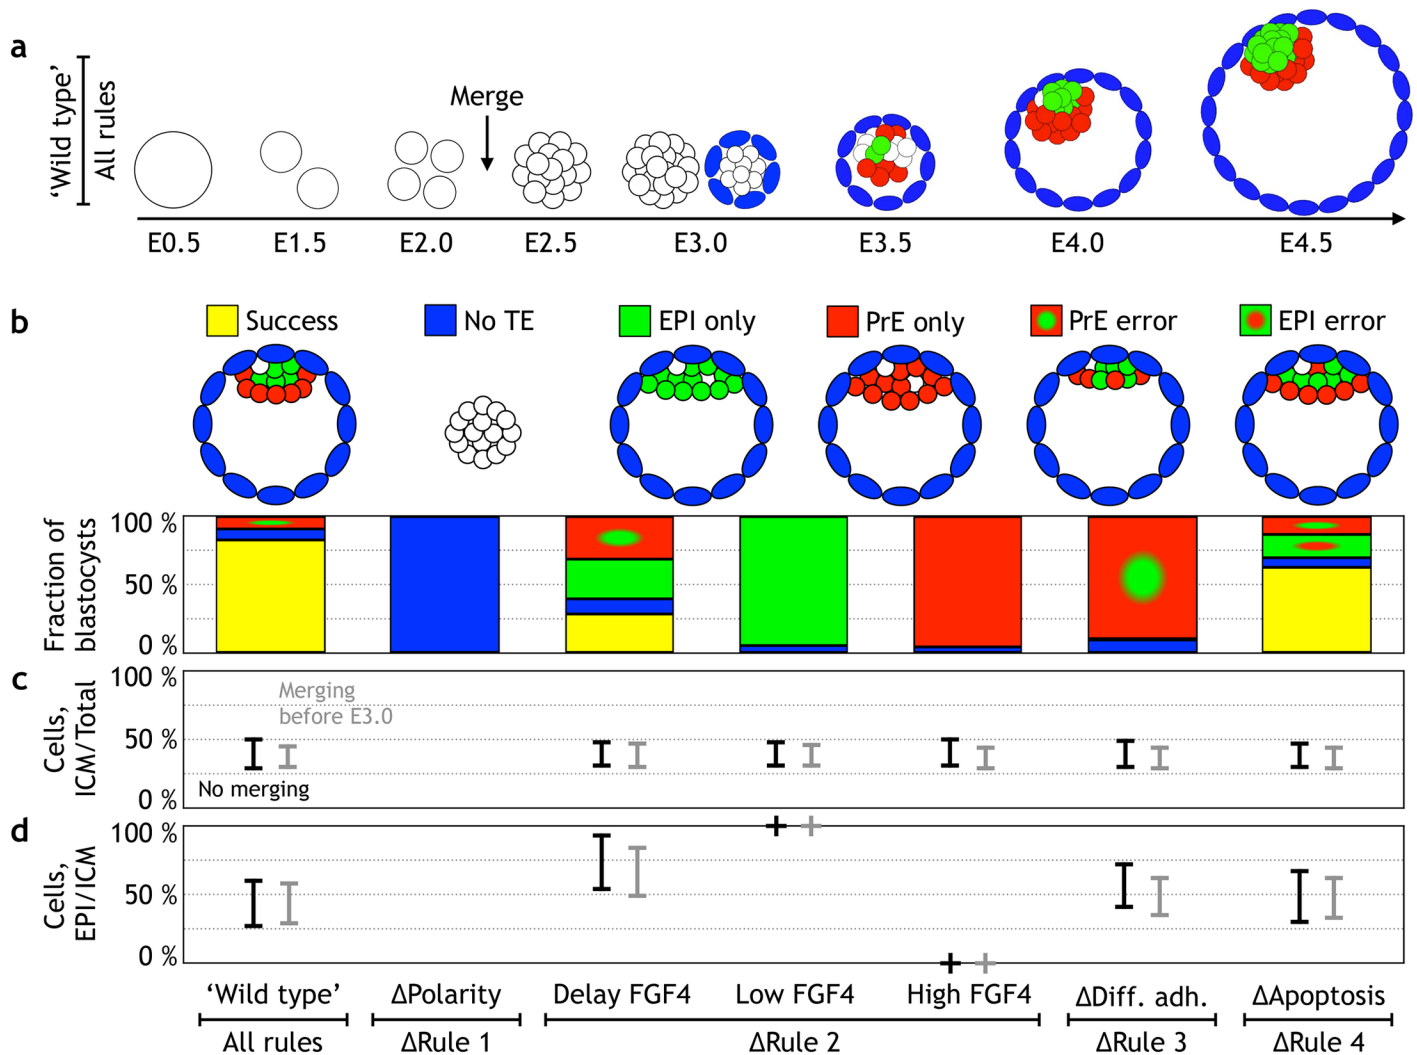 a
‘Wild type’
All rules
Merge
E0.5 E1.5 E2.0 E2.5 E3.0 E3.5 E4.0 E4.5
b
Success No TE EPI only PrE only PrE error EPI error
Fraction of
blastocysts
100 %
50 %
0 %
c
Cells,
ICM/Total
100 %
50 %
0 %
Merging
before E3.0
No merging
d
Cells,
EPI/ICM
100 %
50 %
0 %
‘Wild type’ ΔPolarity Delay FGF4 Low FGF4 High FGF4 ΔDiff. adh. ΔApoptosis
All rules ΔRule 1 ΔRule 2 ΔRule 3 ΔRule 4